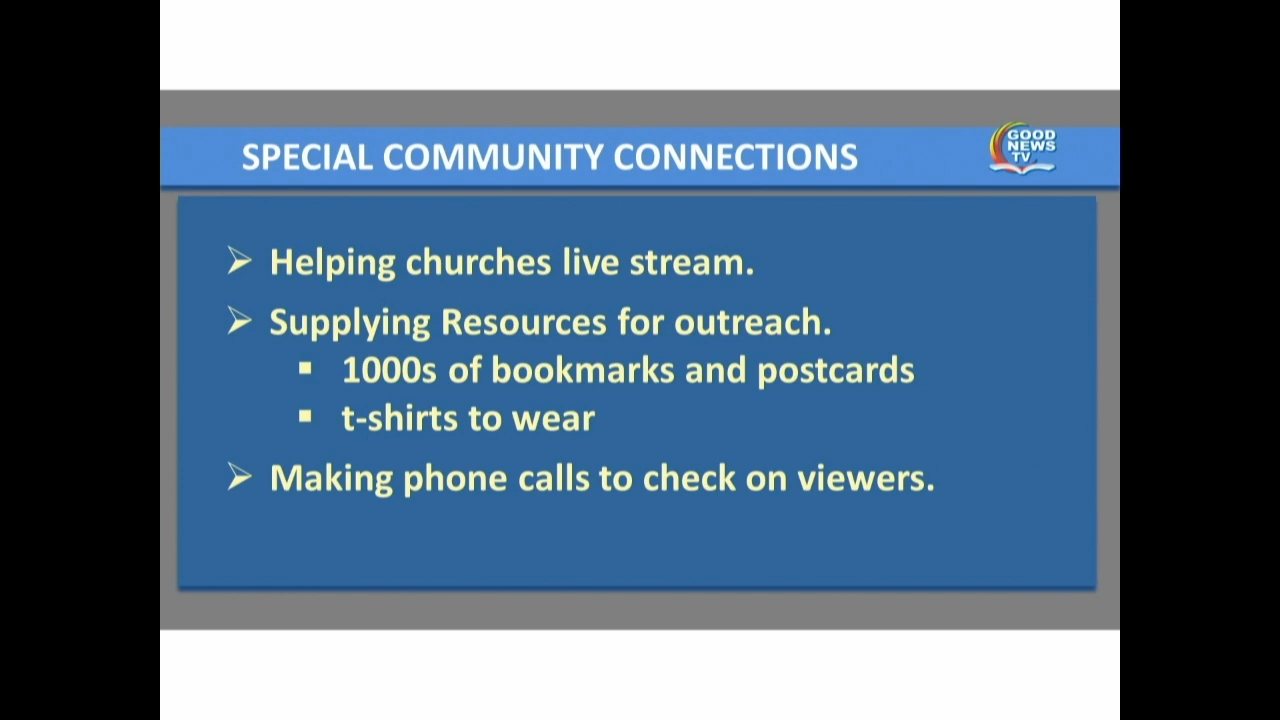 SPECIAL COMMUNITY CONNECTIONS
GOOD
NEWS
TV
Helping churches live stream.
Supplying Resources for outreach.
1000s of bookmarks and postcards
t-shirts to wear
Making phone calls to check on viewers.